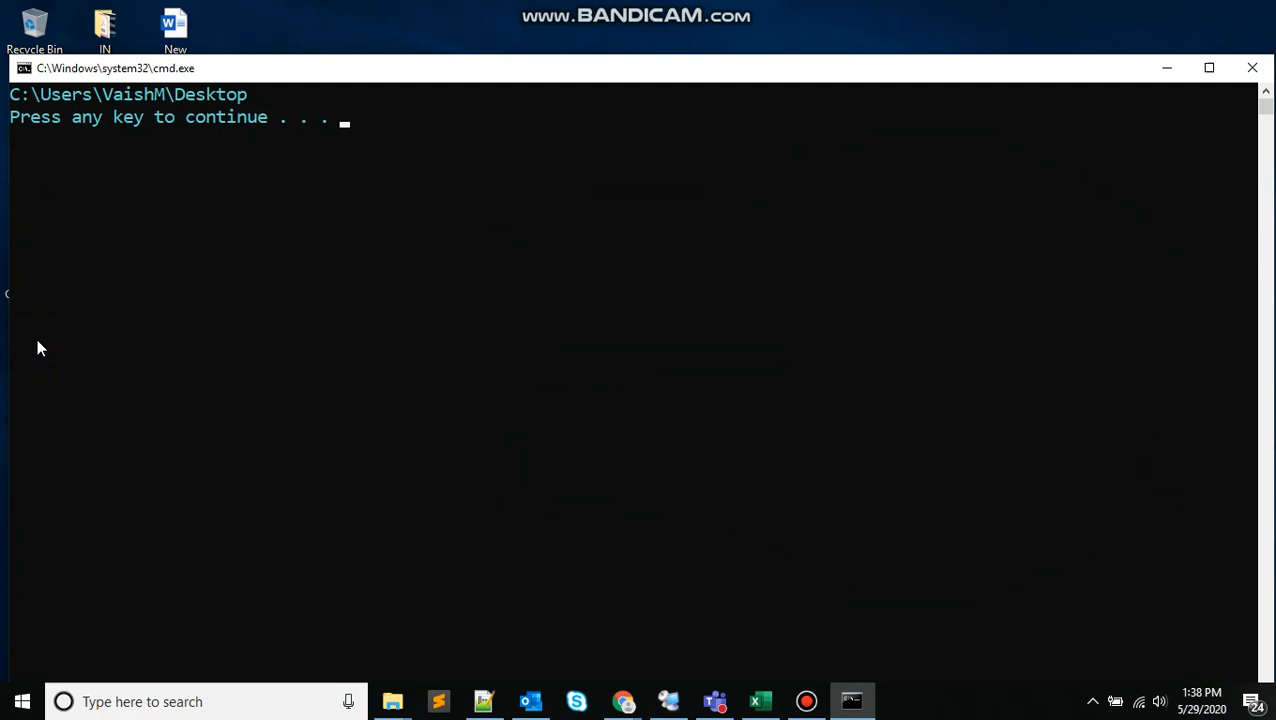 www.BANDICAM.com
Recycle Bin
IN
New
C:\Windows\system32\cmd.exe
C:\Users\VaishM\Desktop
Press any key to continue . . .
Type here to search
1:38 PM
5/29/2020
24